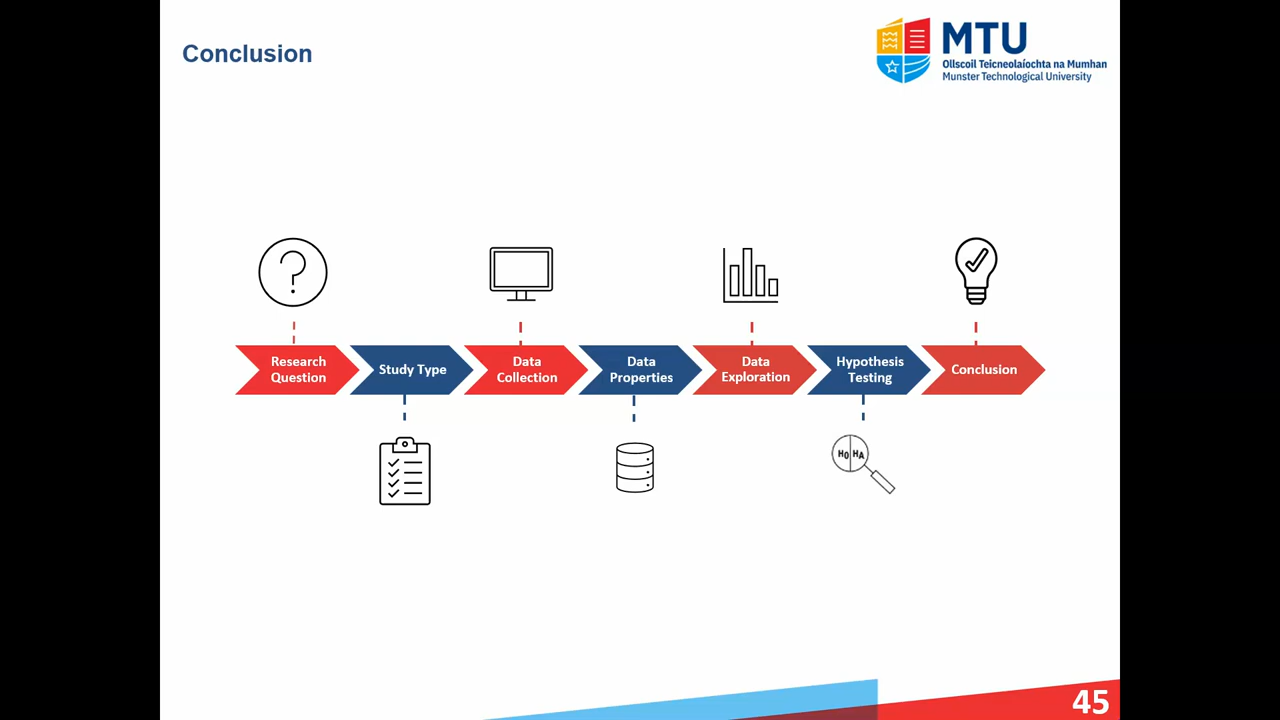 Conclusion
MTU
Ollscoil Teicneolaíochta na Mumhan
Munster Technological University
Research
Question
Study Type
Data
Collection
Data
Properties
Data
Exploration
Hypothesis
Testing
Conclusion
H0 HA
45